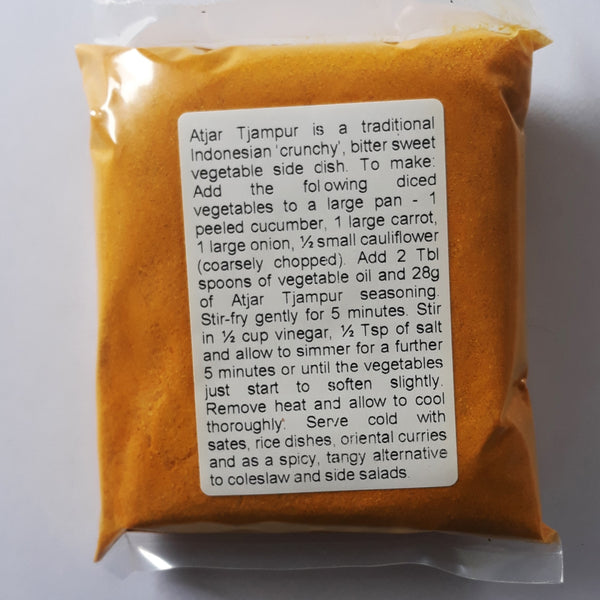 Atjar Tjampur is a traditional
Indonesian 'crunchy', bitter sweet
vegetable side dish. To make:
Add the following diced
vegetables to a large pan - 1
peeled cucumber, 1 large carrot,
1 large onion, ½ small cauliflower
(coarsely chopped). Add 2 Tbl
spoons of vegetable oil and 28g
of Atjar Tjampur seasoning.
Stir-fry gently for 5 minutes. Stir
in ½ cup vinegar, ½ Tsp of salt
and allow to simmer for a further
5 minutes or until the vegetables
just start to soften slightly.
Remove heat and allow to cool
thoroughly. Serve cold with
sates, rice dishes, oriental curries
and as a spicy, tangy alternative
to coleslaw and side salads.